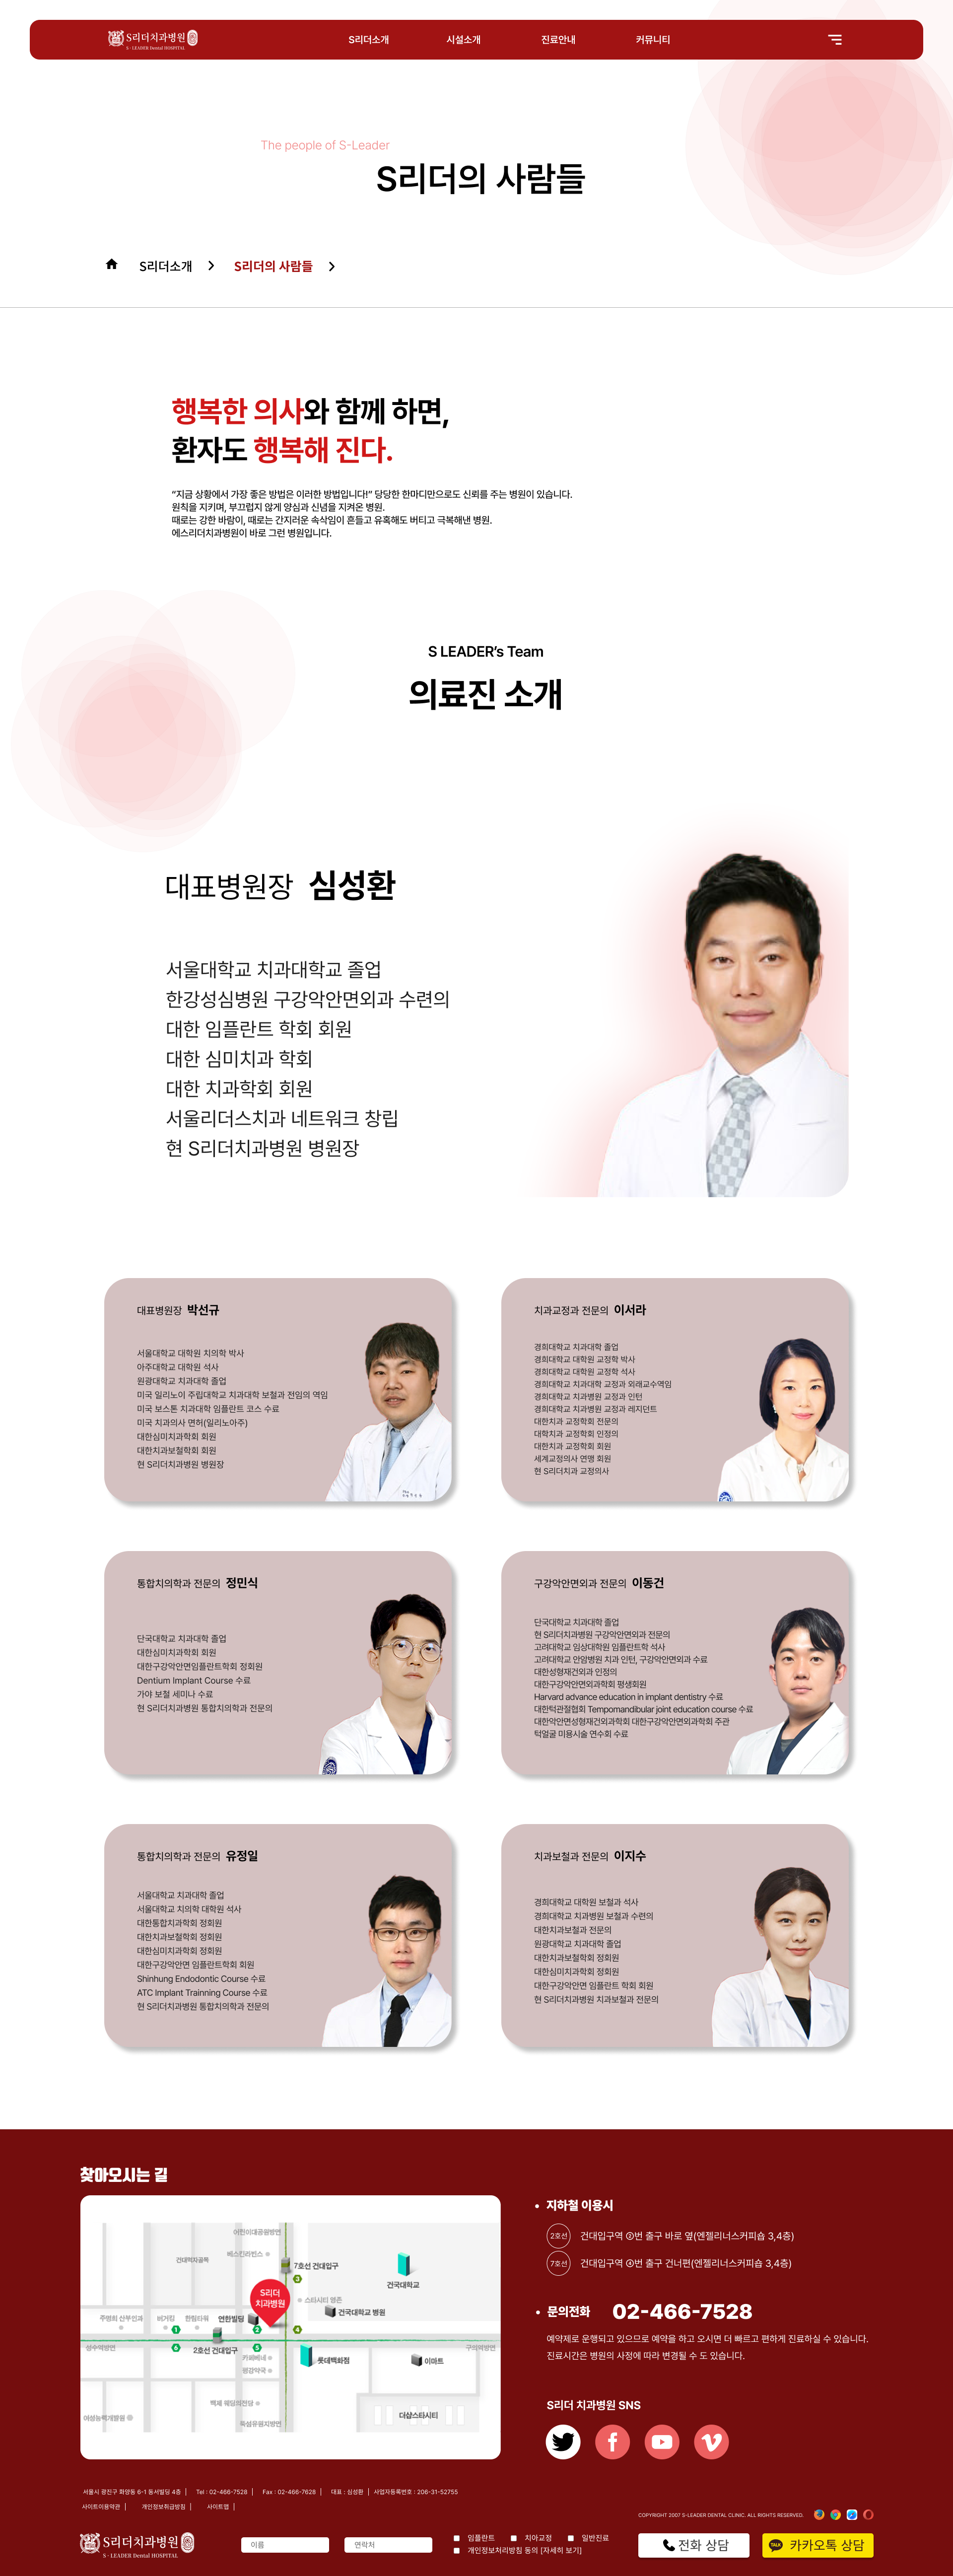 S리더치과병원
S - LEADER Dental HOSPITAL
S리더소개
시설소개
진료안내
커뮤니티
The people of S-Leader
S리더의 사람들
S리더소개
S리더의 사람들
행복한 의사와 함께 하면,
환자도 행복해 진다.
“지금 상황에서 가장 좋은 방법은 이러한 방법입니다!” 당당한 한마디만으로도 신뢰를 주는 병원이 있습니다.
원칙을 지키며, 부끄럽지 않게 양심과 신념을 지켜온 병원.
때로는 강한 바람이, 때로는 간지러운 속삭임이 흔들고 유혹해도 버티고 극복해낸 병원.
에스리더치과병원이 바로 그런 병원입니다.
S LEADER’s Team
의료진 소개
대표병원장 심성환
서울대학교 치과대학교 졸업
한강성심병원 구강악안면외과 수련의
대한 임플란트 학회 회원
대한 심미치과 학회
대한 치과학회 회원
서울리더스치과 네트워크 창립
현 S리더치과병원 병원장
대표병원장 박선규
서울대학교 대학원 치의학 박사
아주대학교 대학원 석사
원광대학교 치과대학 졸업
미국 일리노이 주립대학교 치과대학 보철과 전임의 역임
미국 보스톤 치과대학 임플란트 코스 수료
미국 치과의사 면허(일리노아주)
대한심미치과학회 회원
대한치과보철학회 회원
현 S리더치과병원 병원장
치과교정과 전문의 이서라
경희대학교 치과대학 졸업
경희대학교 대학원 교정학 박사
경희대학교 대학원 교정학 석사
경희대학교 치과대학 교정과 외래교수역임
경희대학교 치과병원 교정과 인턴
경희대학교 치과병원 교정과 레지던트
대한치과 교정학회 전문의
대학치과 교정학회 인정의
대한치과 교정학회 회원
세계교정의사 연맹 회원
현 S리더치과 교정의사
통합치의학과 전문의 정민식
단국대학교 치과대학 졸업
대한심미치과학회 회원
대한구강악안면임플란트학회 정회원
Dentium Implant Course 수료
가야 보철 세미나 수료
현 S리더치과병원 통합치의학과 전문의
구강악안면외과 전문의 이동건
단국대학교 치과대학 졸업
현 S리더치과병원 구강악안면외과 전문의
고려대학교 임상대학원 임플란트학 석사
고려대학교 안암병원 치과 인턴, 구강악안면외과 수료
대한성형재건외과 인정의
대한구강악안면외과학회 평생회원
Harvard advance education in implant dentistry 수료
대한턱관절협회 Tempomandibular joint education course 수료
대한악안면성형재건외과학회 대한구강악안면외과학회 주관
턱얼굴 미용시술 연수회 수료
통합치의학과 전문의 유정일
서울대학교 치과대학 졸업
서울대학교 치의학 대학원 석사
대한통합치과학회 정회원
대한치과보철학회 정회원
대한심미치과학회 정회원
대한구강악안면 임플란트학회 회원
Shinhung Endodontic Course 수료
ATC Implant Trainning Course 수료
현 S리더치과병원 통합치의학과 전문의
치과보철과 전문의 이지수
경희대학교 대학원 보철과 석사
경희대학교 치과병원 보철과 수련의
대한치과보철과 전문의
원광대학교 치과대학 졸업
대한치과보철학회 정회원
대한심미치과학회 정회원
대한구강악안면 임플란트 학회 회원
현 S리더치과병원 치과보철과 전문의
찾아오시는 길
어린이대공원방면
건대먹자골목
배스킨라빈스
7호선 건대입구
3
건국대학교
S리더
치과병원
스타시티 영존
건국대학교 병원
주병희 산부인과
버거킹
한림타워
연한빌딩
1
2
4
성수역방면
6
2호선 건대입구
5
구의역방면
카페베네
평강약국
롯데백화점
이마트
백제 웨딩의전당
여성능력개발원
뚝섬유원지방면
더샵스타시티
지하철 이용시
2호선
건대입구역 ②번 출구 바로 옆(엔젤리너스커피숍 3,4층)
7호선
건대입구역 ④번 출구 건너편(엔젤리너스커피숍 3,4층)
문의전화 02-466-7528
예약제로 운행되고 있으므로 예약을 하고 오시면 더 빠르고 편하게 진료하실 수 있습니다.
진료시간은 병원의 사정에 따라 변경될 수 도 있습니다.
S리더 치과병원 SNS
서울시 광진구 화양동 6-1 동서빌딩 4층 | Tel : 02-466-7528 | Fax : 02-466-7628 | 대표 : 심성환 | 사업자등록번호 : 206-31-52755
사이트이용약관 | 개인정보취급방침 | 사이트맵 |
COPYRIGHT 2007 S-LEADER DENTAL CLINIC. ALL RIGHTS RESERVED.
S리더치과병원
S - LEADER Dental HOSPITAL
이름
연락처
임플란트
치아교정
일반진료
개인정보처리방침 동의 [자세히 보기]
전화 상담
TALK
카카오톡 상담